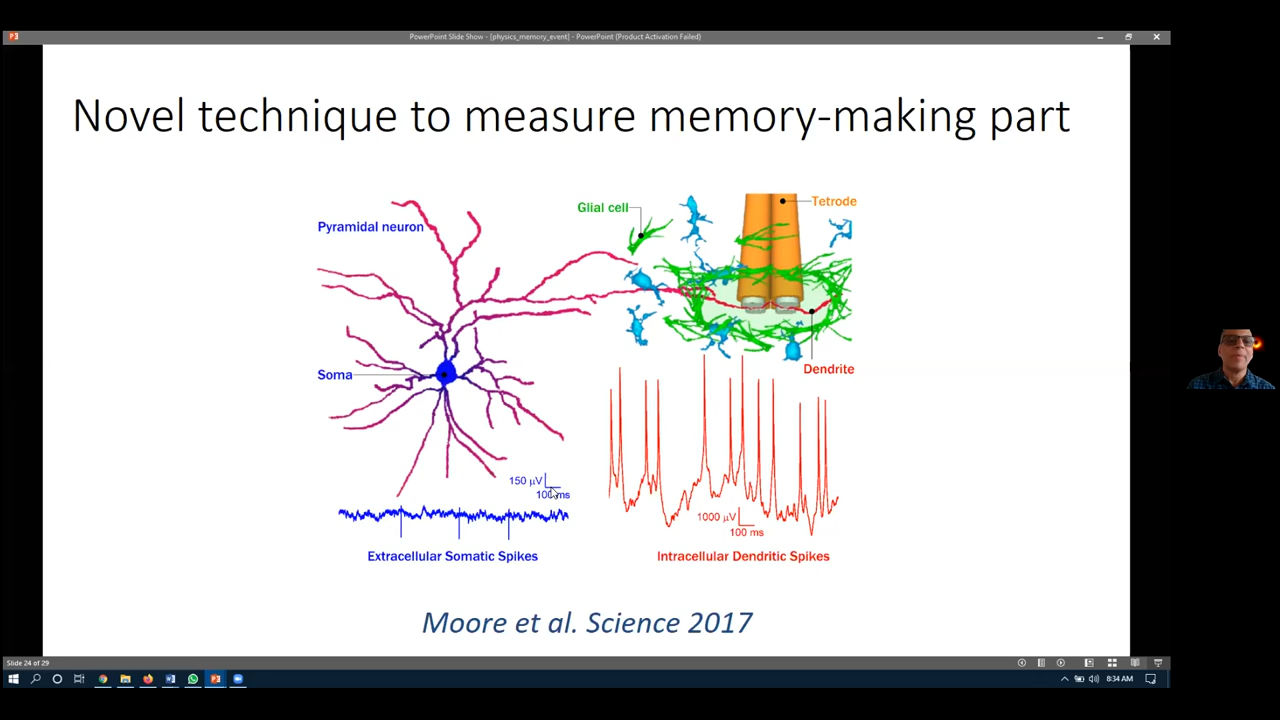 PowerPoint Slide Show - [physics_memory_event] - PowerPoint (Product Activation Failed)
Novel technique to measure memory-making part
Pyramidal neuron
Glial cell
Tetrode
Soma
Dendrite
150 µV
100 ms
1000 µV
100 ms
Extracellular Somatic Spikes
Intracellular Dendritic Spikes
Moore et al. Science 2017
Slide 24 of 29
8:34 AM